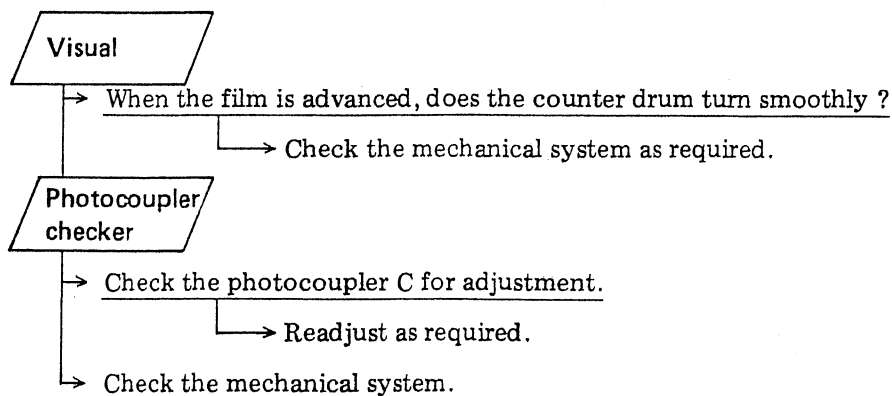 Visual
When the film is advanced, does the counter drum turn smoothly ?
Check the mechanical system as required.
Photocoupler
checker
Check the photocoupler C for adjustment.
Readjust as required.
Check the mechanical system.